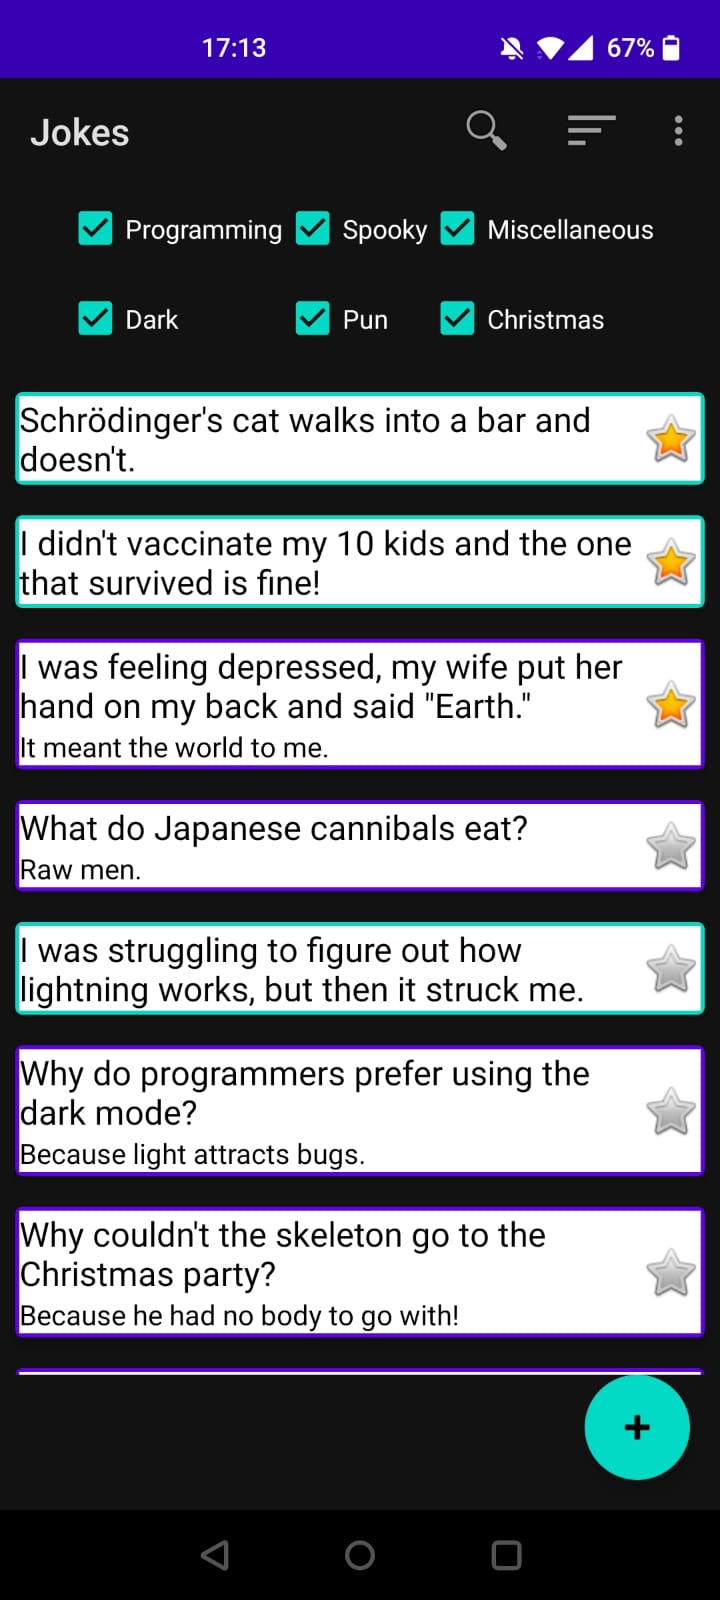 17:13 67%
Jokes
Programming Spooky Miscellaneous
Dark Pun Christmas
Schrödinger's cat walks into a bar and
doesn't.
I didn't vaccinate my 10 kids and the one
that survived is fine!
I was feeling depressed, my wife put her
hand on my back and said "Earth."
It meant the world to me.
What do Japanese cannibals eat?
Raw men.
I was struggling to figure out how
lightning works, but then it struck me.
Why do programmers prefer using the
dark mode?
Because light attracts bugs.
Why couldn't the skeleton go to the
Christmas party?
Because he had no body to go with!
+